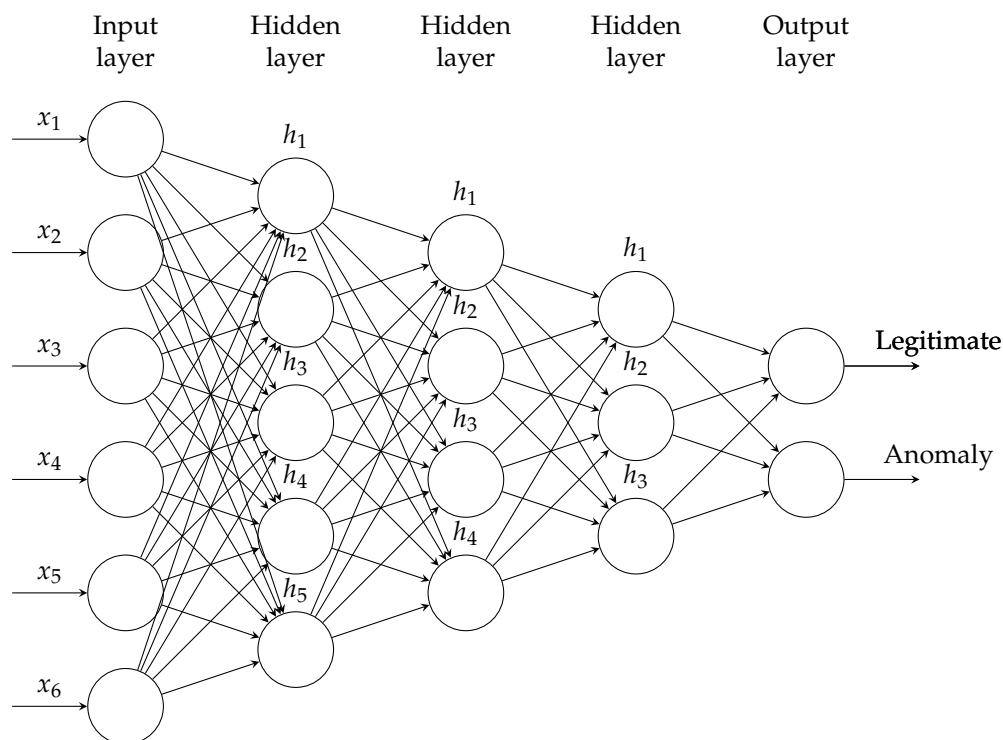 Input
layer
Hidden
layer
Hidden
layer
Hidden
layer
Output
layer
x1
x2
x3
x4
x5
x6
h1
h2
h3
h4
h5
h1
h2
h3
h4
h1
h2
h3
Legitimate
Anomaly